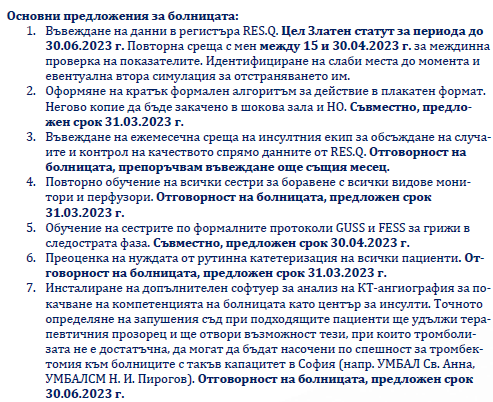 Основни предложения за болницата:
1. Въвеждане на данни в регистъра RES.Q. Цел Златен статут за периода до
30.06.2023 г. Повторна среща с мен между 15 и 30.04.2023 г. за междинна
проверка на показателите. Идентифициране на слаби места до момента и
евентуална втора симулация за отстраняването им.
2. Оформяне на кратък формален алгоритъм за действие в плакатен формат.
Негово копие да бъде закачено в шокова зала и НО. Съвместно, предло-
жен срок 31.03.2023 г.
3. Въвеждане на ежемесечна среща на инсултния екип за обсъждане на случа-
ите и контрол на качеството спрямо данните от RES.Q. Отговорност на
болницата, препоръчвам въвеждане още същия месец.
4. Повторно обучение на всички сестри за боравене с всички видове мони-
тори и перфузори. Отговорност на болницата, предложен срок
31.03.2023 г.
5. Обучение на сестрите по формалните протоколи GUSS и FESS за грижи в
следострата фаза. Съвместно, предложен срок 30.04.2023 г.
6. Преоценка на нуждата от рутинна катетеризация на всички пациенти. От-
говорност на болницата, предложен срок 31.03.2023 г.
7. Инсталиране на допълнителен софтуер за анализ на КТ-ангиография за по-
качване на компетенцията на болницата като център за инсулти. Точното
определяне на запушения съд при подходящите пациенти ще удължи тера-
певтичния прозорец и ще отвори възможност тези, при които тромболи-
зата не е достатъчна, да могат да бъдат насочени по спешност за тромбек-
томия към болниците с такъв капацитет в София (напр. УМБАЛ Св. Анна,
УМБАЛСМ Н. И. Пирогов). Отговорност на болницата, предложен срок
30.06.2023 г.